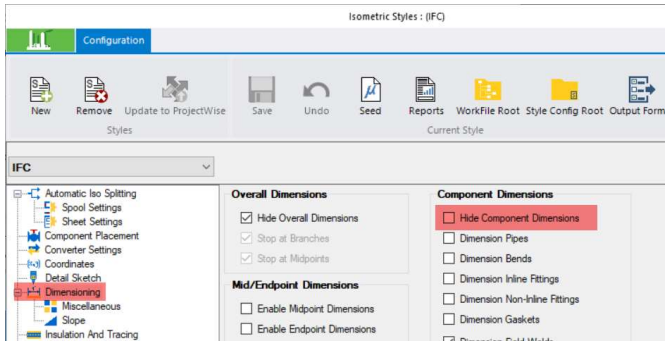 Isometric Styles : (IFC)
Configuration
New
Remove
Update to ProjectWise
Save
Undo
Seed
Reports
WorkFile Root
Style Config Root
Output Form
Styles
Current Style
IFC
Automatic Iso Splitting
Spool Settings
Sheet Settings
Component Placement
Converter Settings
Coordinates
Detail Sketch
Dimensioning
Miscellaneous
Slope
Insulation And Tracing
Overall Dimensions
Hide Overall Dimensions
Stop at Branches
Stop at Midpoints
Mid/Endpoint Dimensions
Enable Midpoint Dimensions
Enable Endpoint Dimensions
Component Dimensions
Hide Component Dimensions
Dimension Pipes
Dimension Bends
Dimension Inline Fittings
Dimension Non-Inline Fittings
Dimension Gaskets
Dimension Field Welds